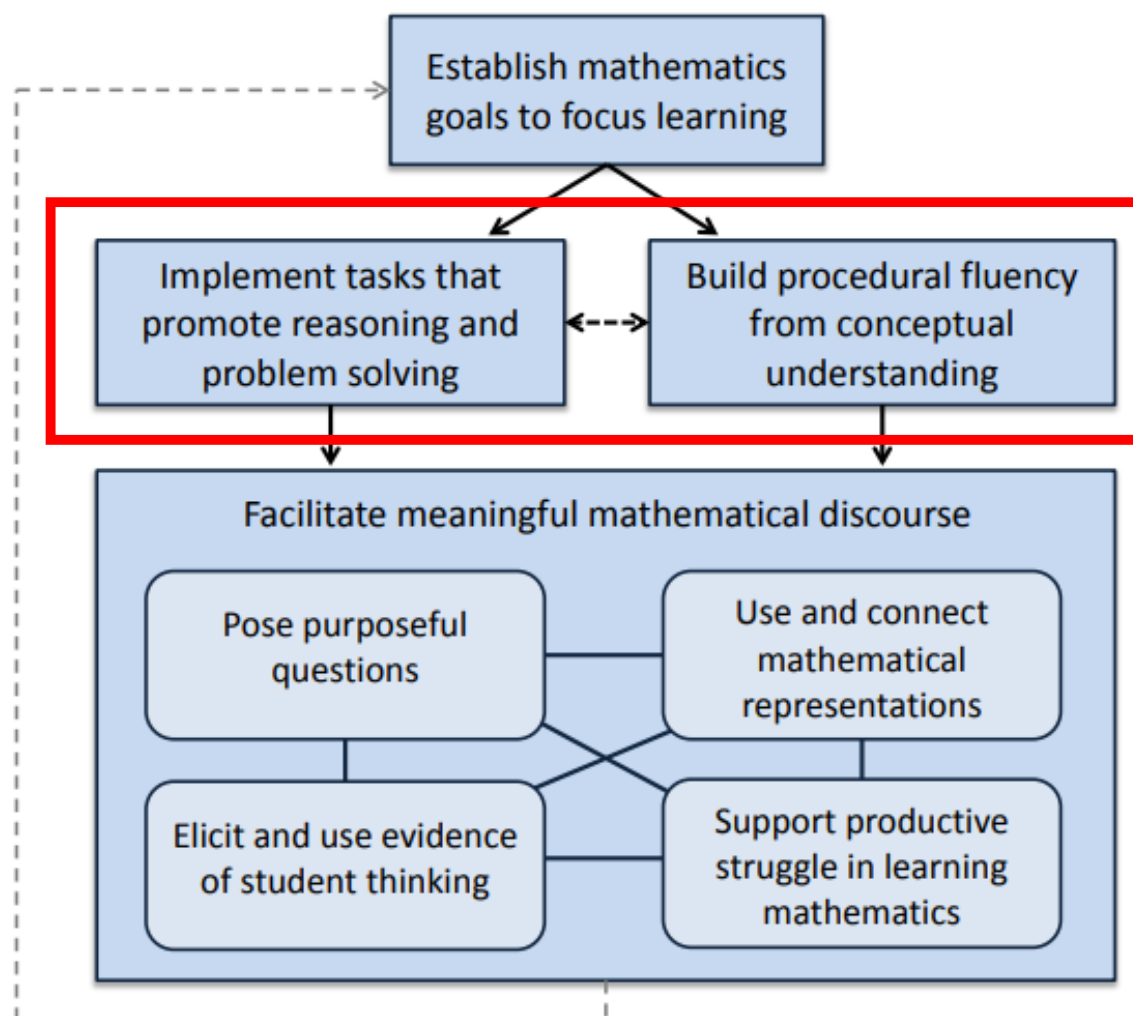 Establish mathematics
goals to focus learning
Implement tasks that
promote reasoning and
problem solving
Build procedural fluency
from conceptual
understanding
Facilitate meaningful mathematical discourse
Pose purposeful
questions
Use and connect
mathematical
representations
Elicit and use evidence
of student thinking
Support productive
struggle in learning
mathematics